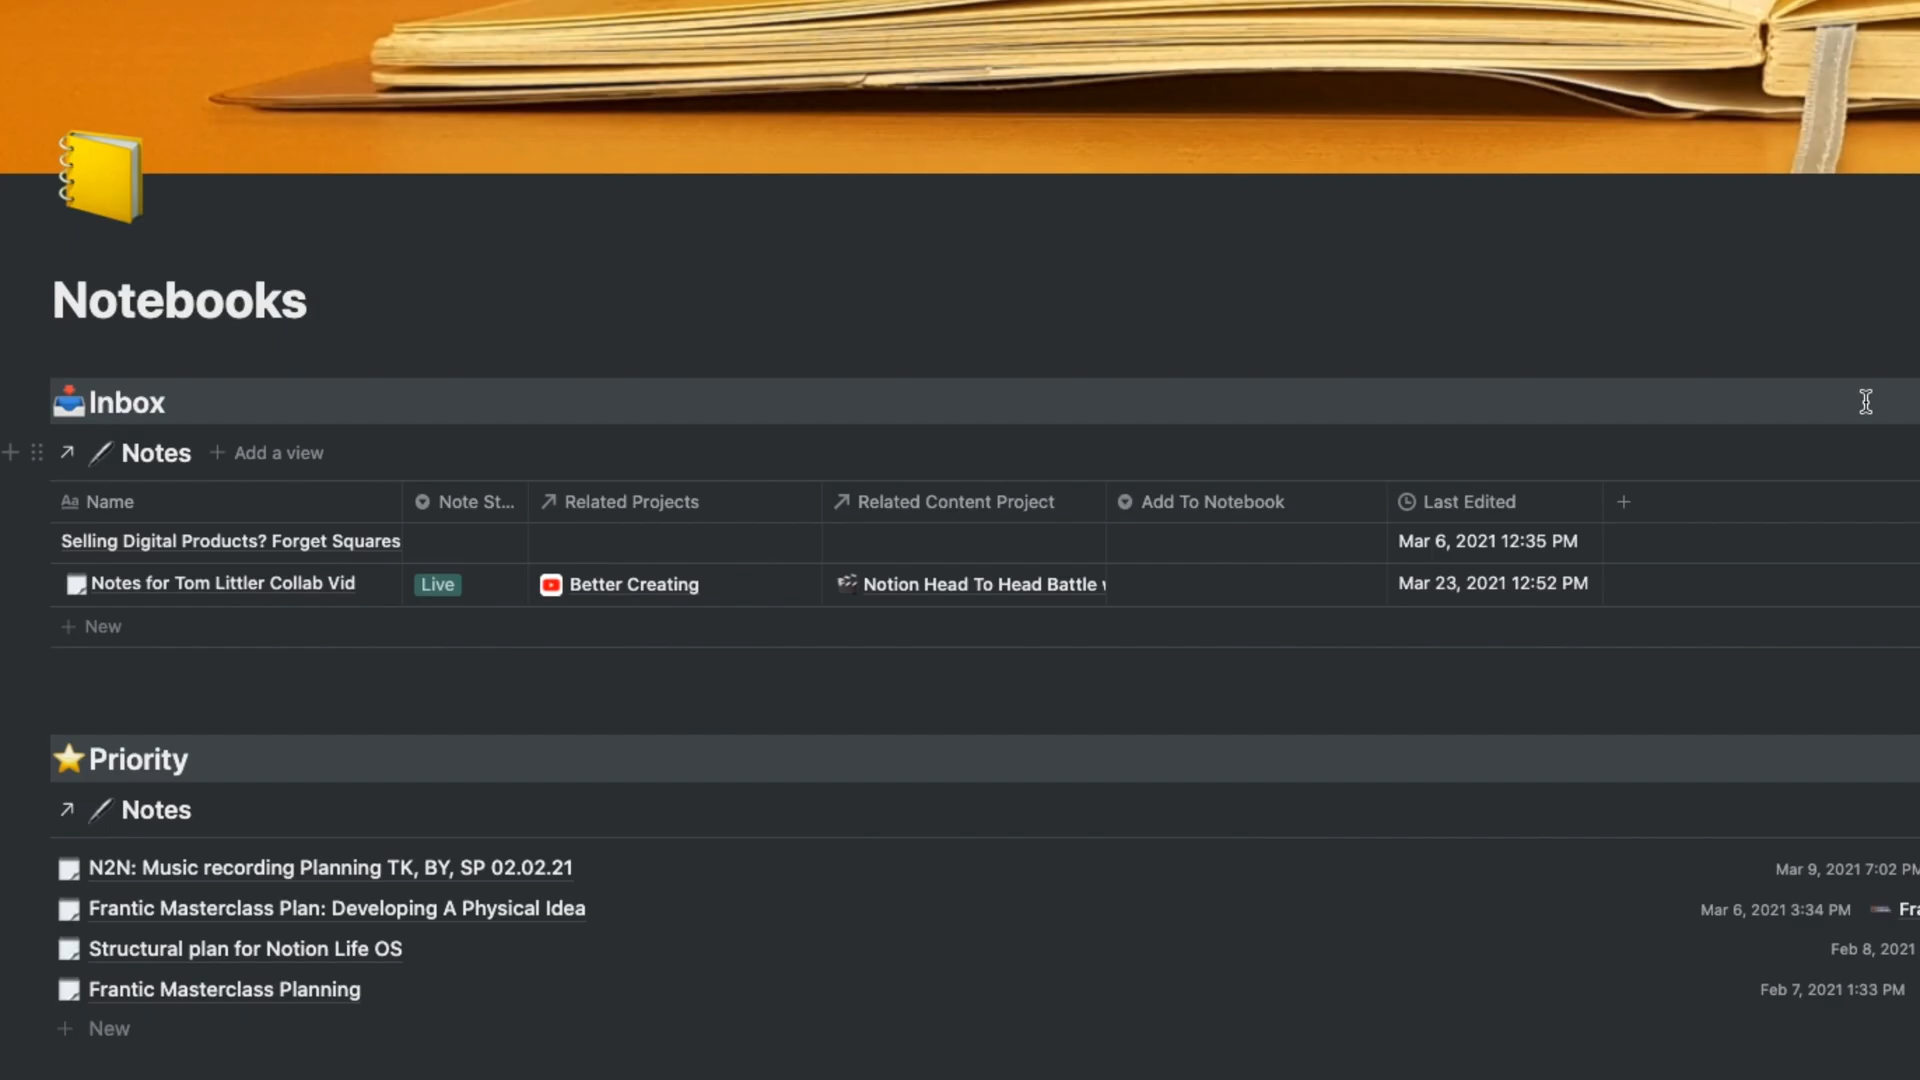 Notebooks
Inbox
Notes + Add a view
Aa Name Note St... Related Projects Related Content Project Add To Notebook Last Edited +
Selling Digital Products? Forget Squares Mar 6, 2021 12:35 PM
Notes for Tom Littler Collab Vid Live Better Creating Notion Head To Head Battle Mar 23, 2021 12:52 PM
+ New
Priority
Notes
N2N: Music recording Planning TK, BY, SP 02.02.21 Mar 9, 2021 7:02 PM
Frantic Masterclass Plan: Developing A Physical Idea Mar 6, 2021 3:34 PM Fra
Structural plan for Notion Life OS Feb 8, 2021
Frantic Masterclass Planning Feb 7, 2021 1:33 PM
+ New